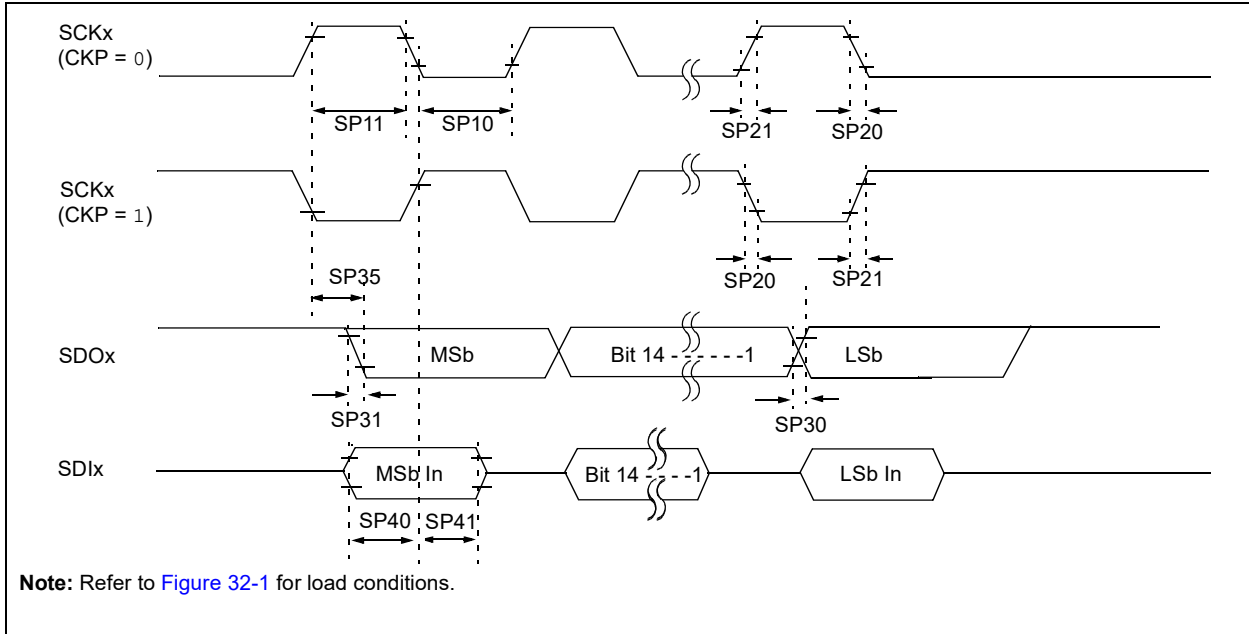 SCKx
(CKP = 0)
SP11
SP10
SP21
SP20
SCKx
(CKP = 1)
SP35
SP20
SP21
SDOx
MSb
Bit 14 - - - - - -1
LSb
SP31
SP30
SDIx
MSb In
Bit 14 - - - -1
LSb In
SP40
SP41
Note: Refer to Figure 32-1 for load conditions.